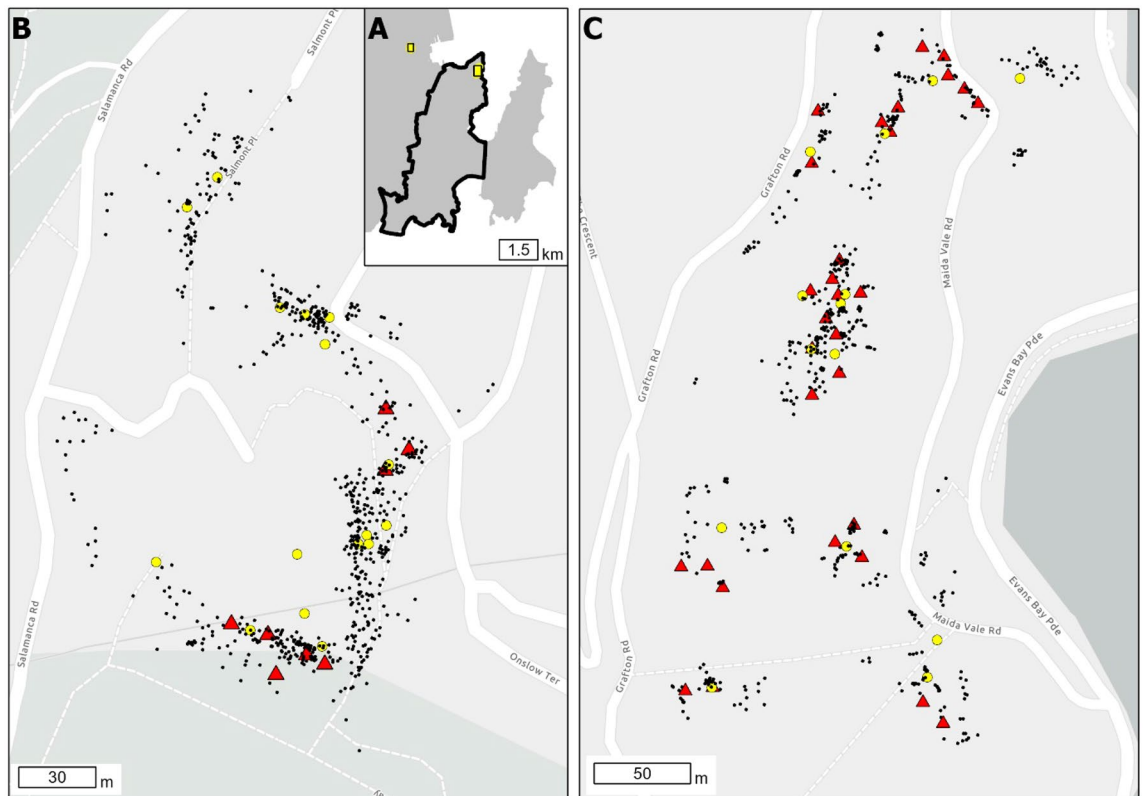 B
Salamanca Rd
Salmont Pl
Salmont Pl
Salamanca Rd
Onslow Ter
30 m
A
1.5 km
C
Grafton Rd
Crescent
Maida Vale Rd
Grafton Rd
Evans Bay Pde
Evans Bay Pde
Maida Vale Rd
Grafton Rd
50 m